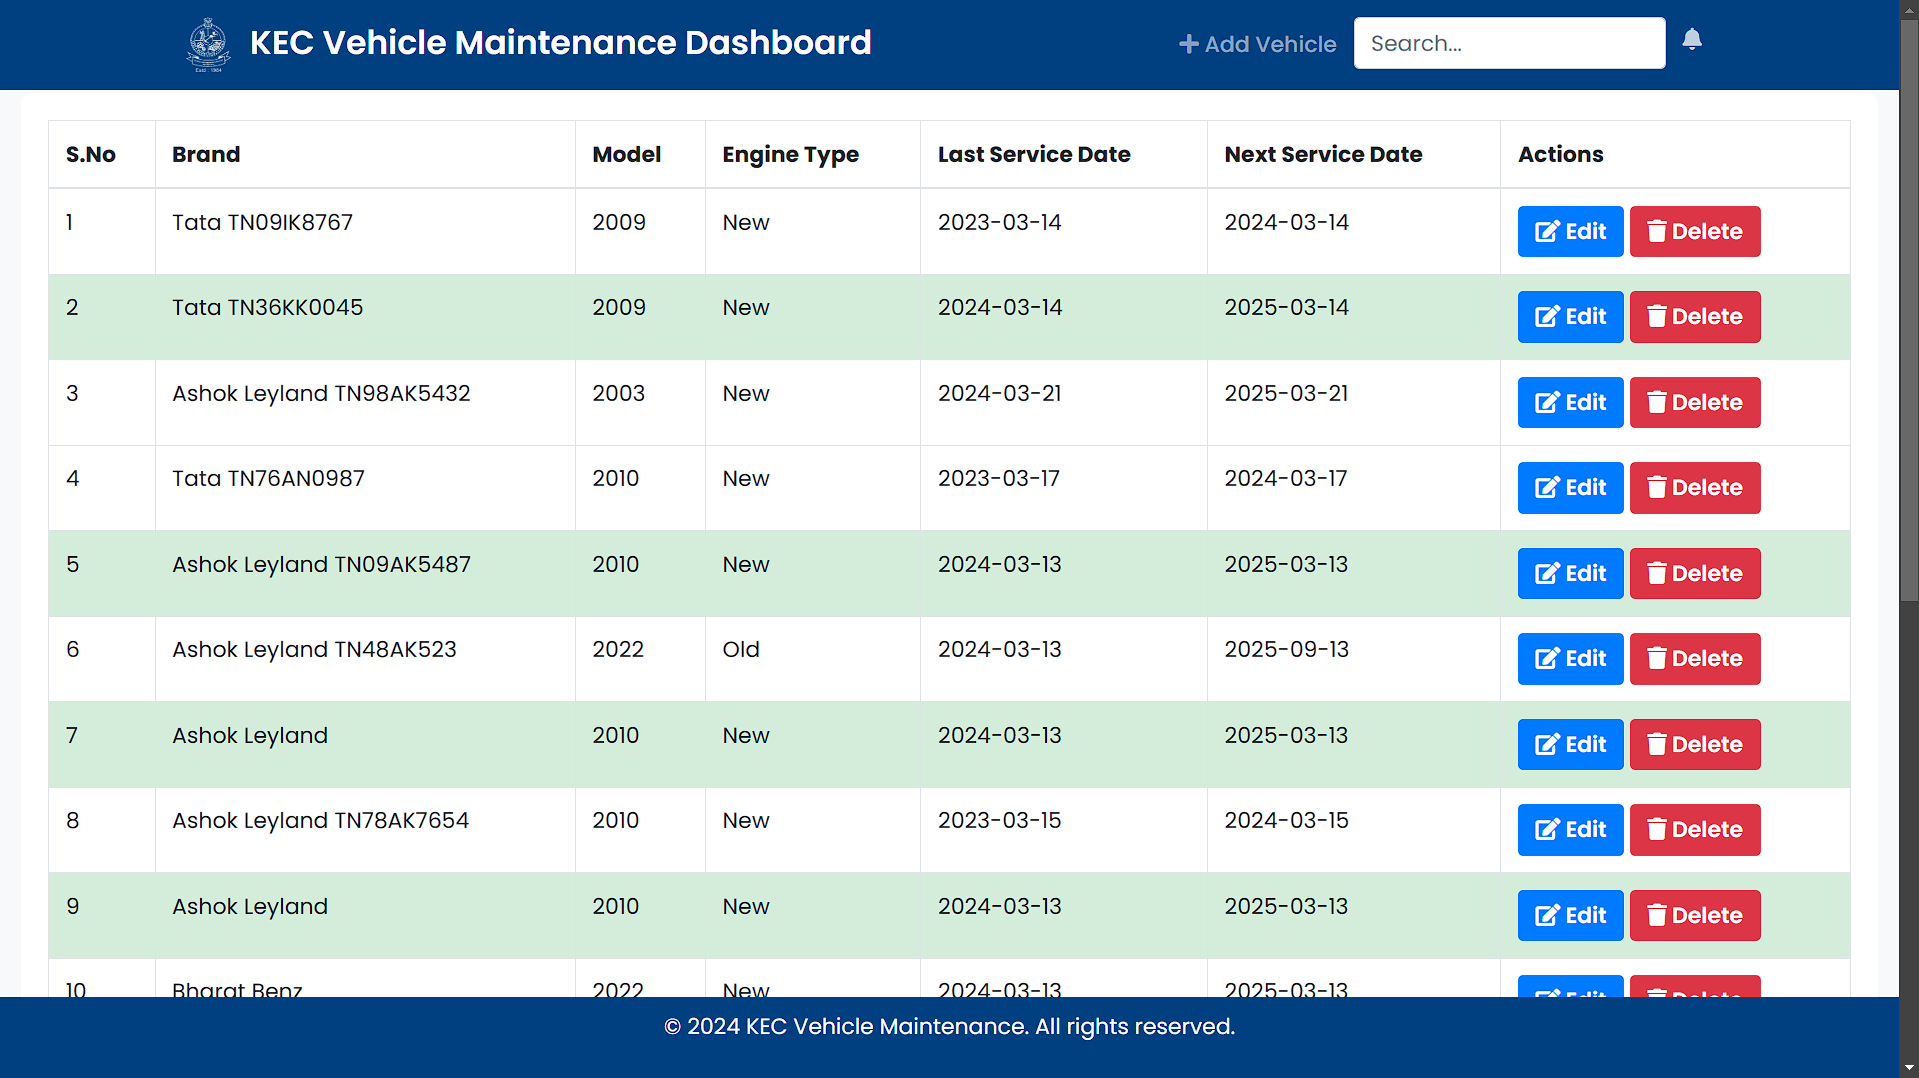 KEC Vehicle Maintenance Dashboard Add Vehicle Search...
Estd : 1984
S.No Brand Model Engine Type Last Service Date Next Service Date Actions
1 Tata TN09IK8767 2009 New 2023-03-14 2024-03-14 Edit Delete
2 Tata TN36KK0045 2009 New 2024-03-14 2025-03-14 Edit Delete
3 Ashok Leyland TN98AK5432 2003 New 2024-03-21 2025-03-21 Edit Delete
4 Tata TN76AN0987 2010 New 2023-03-17 2024-03-17 Edit Delete
5 Ashok Leyland TN09AK5487 2010 New 2024-03-13 2025-03-13 Edit Delete
6 Ashok Leyland TN48AK523 2022 Old 2024-03-13 2025-09-13 Edit Delete
7 Ashok Leyland 2010 New 2024-03-13 2025-03-13 Edit Delete
8 Ashok Leyland TN78AK7654 2010 New 2023-03-15 2024-03-15 Edit Delete
9 Ashok Leyland 2010 New 2024-03-13 2025-03-13 Edit Delete
10 Bharat Benz 2022 New 2024-03-13 2025-03-13 Edit Delete
© 2024 KEC Vehicle Maintenance. All rights reserved.